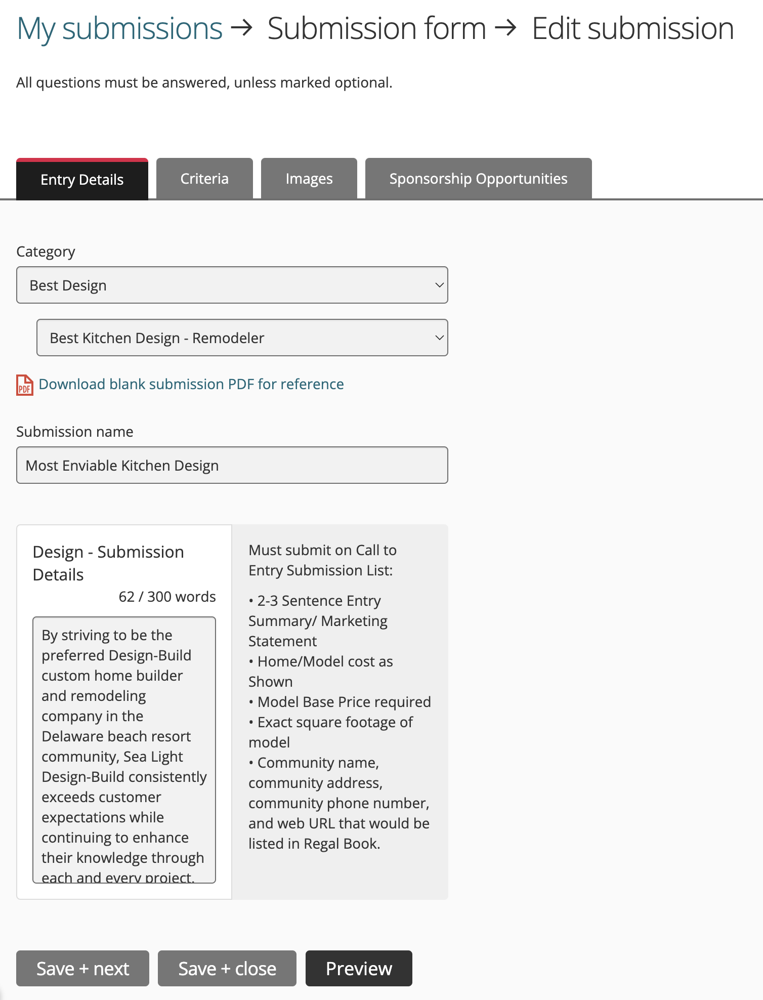 My submissions → Submission form → Edit submission
All questions must be answered, unless marked optional.
Entry Details
Criteria
Images
Sponsorship Opportunities
Category
Best Design
Best Kitchen Design - Remodeler
PDF
Download blank submission PDF for reference
Submission name
Most Enviable Kitchen Design
Design - Submission
Details
62 / 300 words
By striving to be the
preferred Design-Build
custom home builder
and remodeling
company in the
Delaware beach resort
community, Sea Light
Design-Build consistently
exceeds customer
expectations while
continuing to enhance
their knowledge through
each and every project.
Must submit on Call to
Entry Submission List:
• 2-3 Sentence Entry
Summary/ Marketing
Statement
• Home/Model cost as
Shown
• Model Base Price required
• Exact square footage of
model
• Community name,
community address,
community phone number,
and web URL that would be
listed in Regal Book.
Save + next
Save + close
Preview